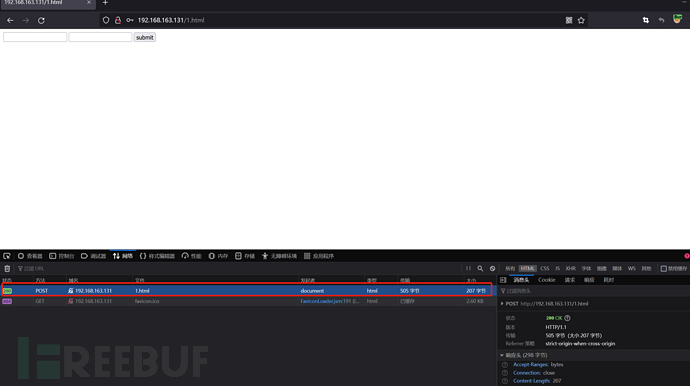 192.168.163.131/1.html
192.168.163.131/1.html
submit
查看器 控制台 调试器 网络 样式编辑器 性能 内存 存储 无障碍环境 应用程序
过滤 URL
所有 HTML CSS JS XHR 字体 图像 媒体 WS 其他 禁用缓存
状态 方法 域名 文件 发起者 类型 传输 大小
消息头 Cookie 请求 响应 耗时
200 POST 192.168.163.131 1.html document html 505 字节 207 字节
过滤消息头
GET 192.168.163.131 favicon.ico FaviconLoader.jsm:191 html 已缓存 2.60 KB
POST http://192.168.163.131/1.html
状态 200 OK
版本 HTTP/1.1
传输 505 字节 (大小 207 字节)
Referrer 策略 strict-origin-when-cross-origin
响应头 (298 字节)
Accept-Ranges: bytes
Connection: close
Content-Length: 207
FREEBUF